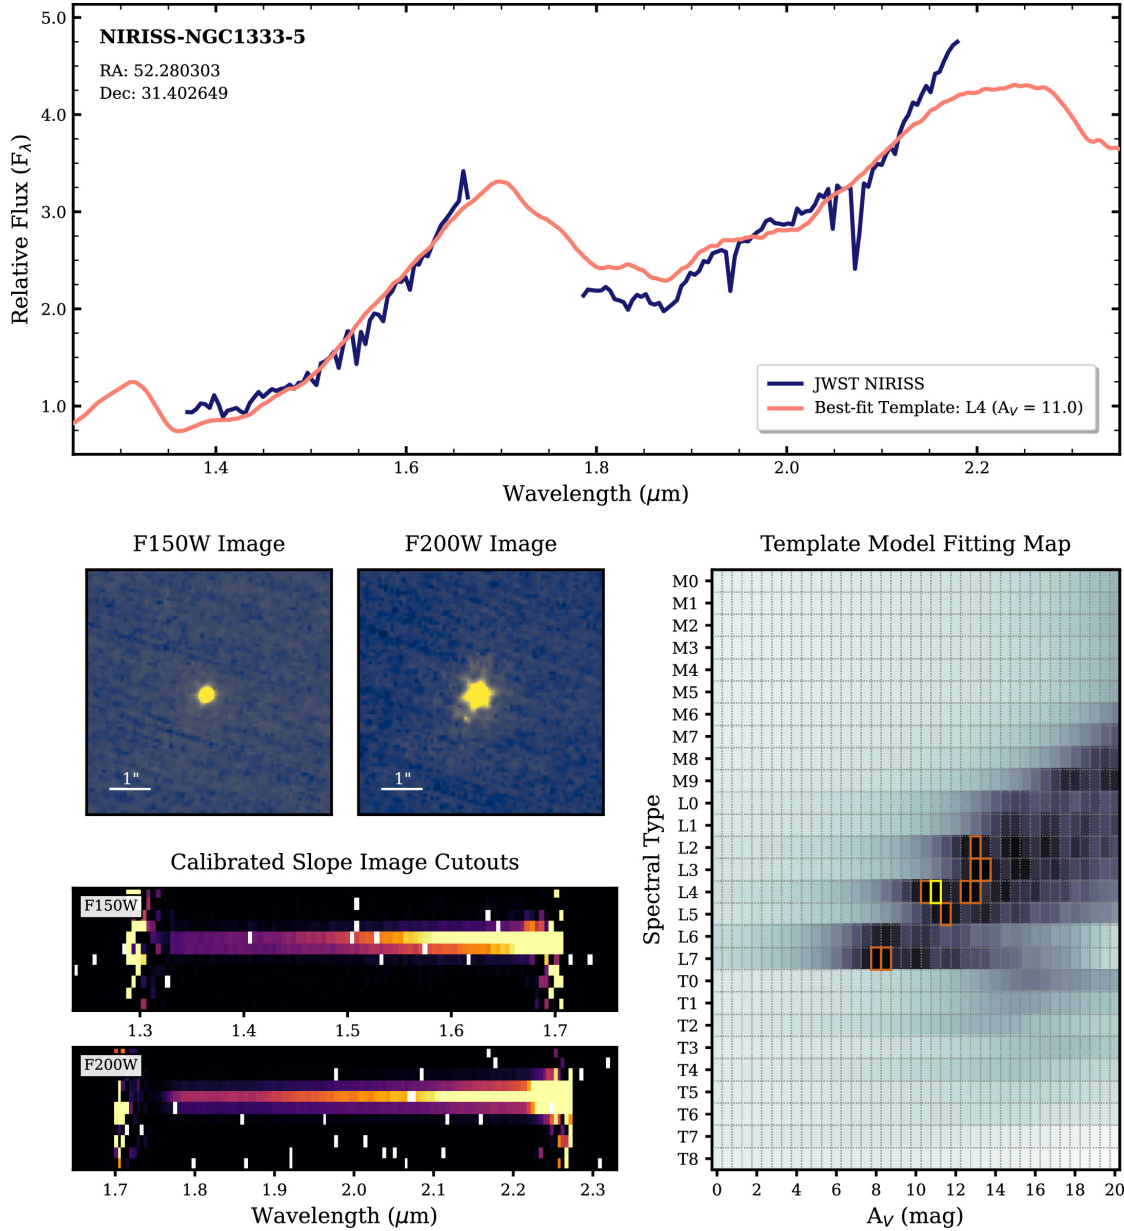 NIRISS-NGC1333-5
RA: 52.280303
Dec: 31.402649
5.0
4.0
3.0
2.0
1.0
Relative Flux (Fλ)
JWST NIRISS
Best-fit Template: L4 (A_V = 11.0)
1.4 1.6 1.8 2.0 2.2
Wavelength (μm)
F150W Image
1"
F200W Image
1"
Calibrated Slope Image Cutouts
F150W
1.3 1.4 1.5 1.6 1.7
F200W
1.7 1.8 1.9 2.0 2.1 2.2 2.3
Wavelength (μm)
Template Model Fitting Map
Spectral Type
M0
M1
M2
M3
M4
M5
M6
M7
M8
M9
L0
L1
L2
L3
L4
L5
L6
L7
T0
T1
T2
T3
T4
T5
T6
T7
T8
0 2 4 6 8 10 12 14 16 18 20
A_V (mag)